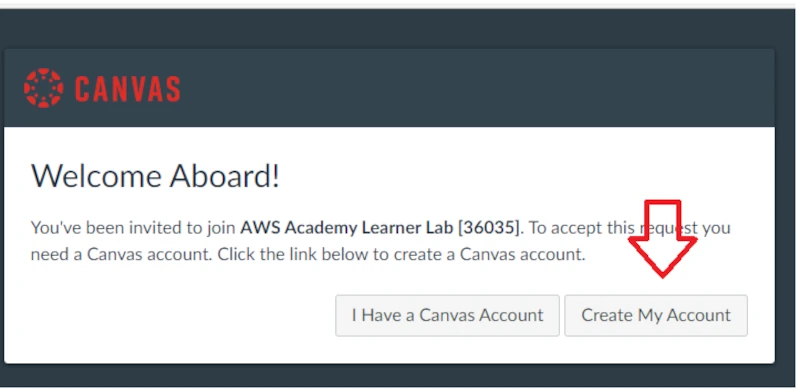 CANVAS
Welcome Aboard!
You've been invited to join AWS Academy Learner Lab [36035]. To accept this request you
need a Canvas account. Click the link below to create a Canvas account.
I Have a Canvas Account
Create My Account